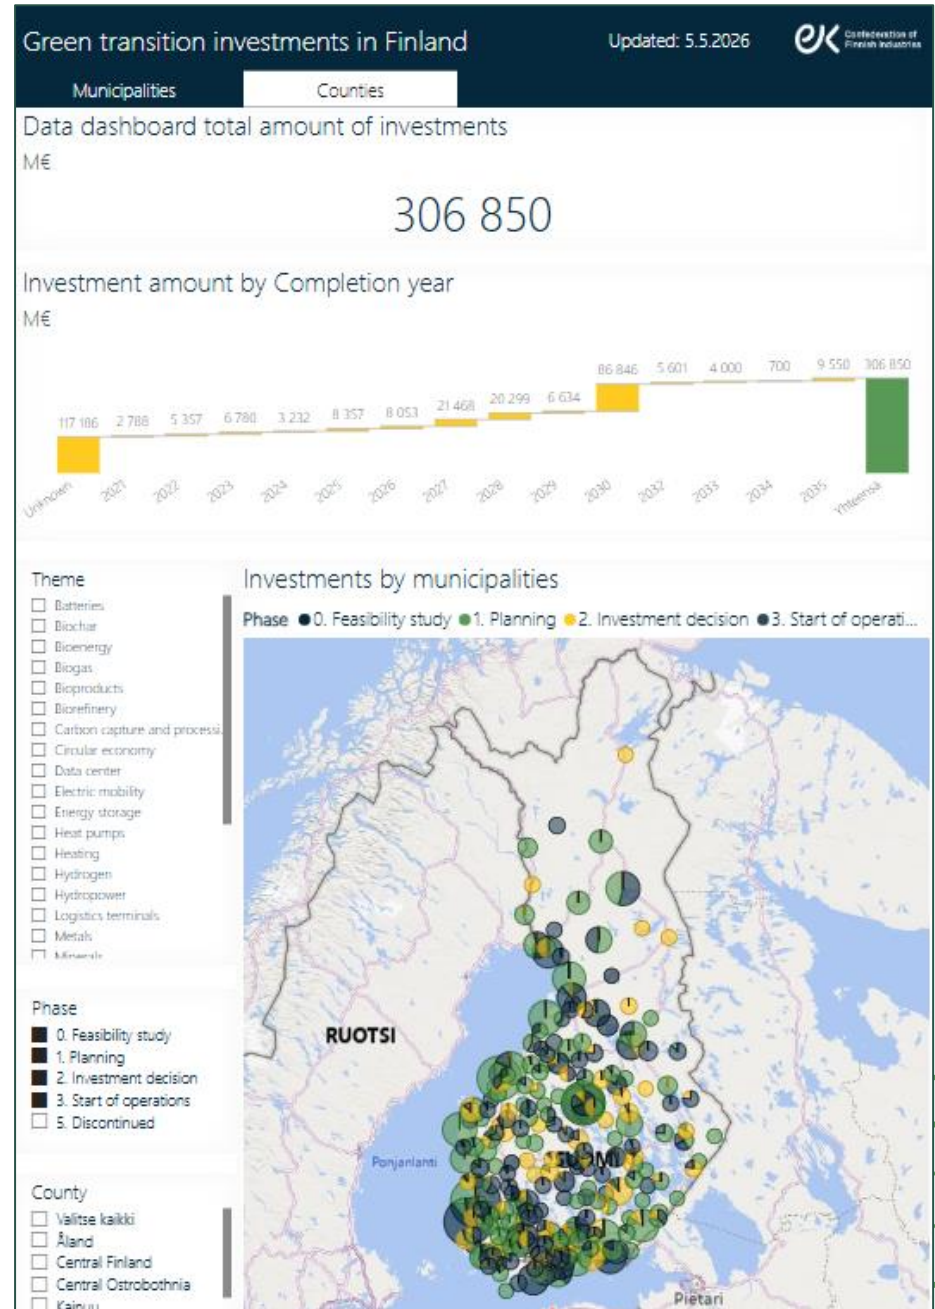 Green transition investments in Finland
Updated: 5.5.2026
EK Confederation of
Finnish Industries
Municipalities
Counties
Data dashboard total amount of investments
M€
306 850
Investment amount by Completion year
M€
117 186 2 788 5 357 6 780 3 232 8 357 8 053 21 468 20 299 6 634 86 846 5 601 4 000 700 9 550 306 850
Unknown 2021 2022 2023 2024 2025 2026 2027 2028 2029 2030 2032 2033 2034 2035 Yhteensä
Theme
Batteries
Biochar
Bioenergy
Biogas
Bioproducts
Biorefinery
Carbon capture and processi...
Circular economy
Data center
Electric mobility
Energy storage
Heat pumps
Heating
Hydrogen
Hydropower
Logistics terminals
Metals
Minerals
Phase
0. Feasibility study
1. Planning
2. Investment decision
3. Start of operations
5. Discontinued
County
Valitse kaikki
Åland
Central Finland
Central Ostrobothnia
Kainuu
Investments by municipalities
Phase 0. Feasibility study 1. Planning 2. Investment decision 3. Start of operati...
RUOTSI
Pohjanlahti
SUOMI
Pietari